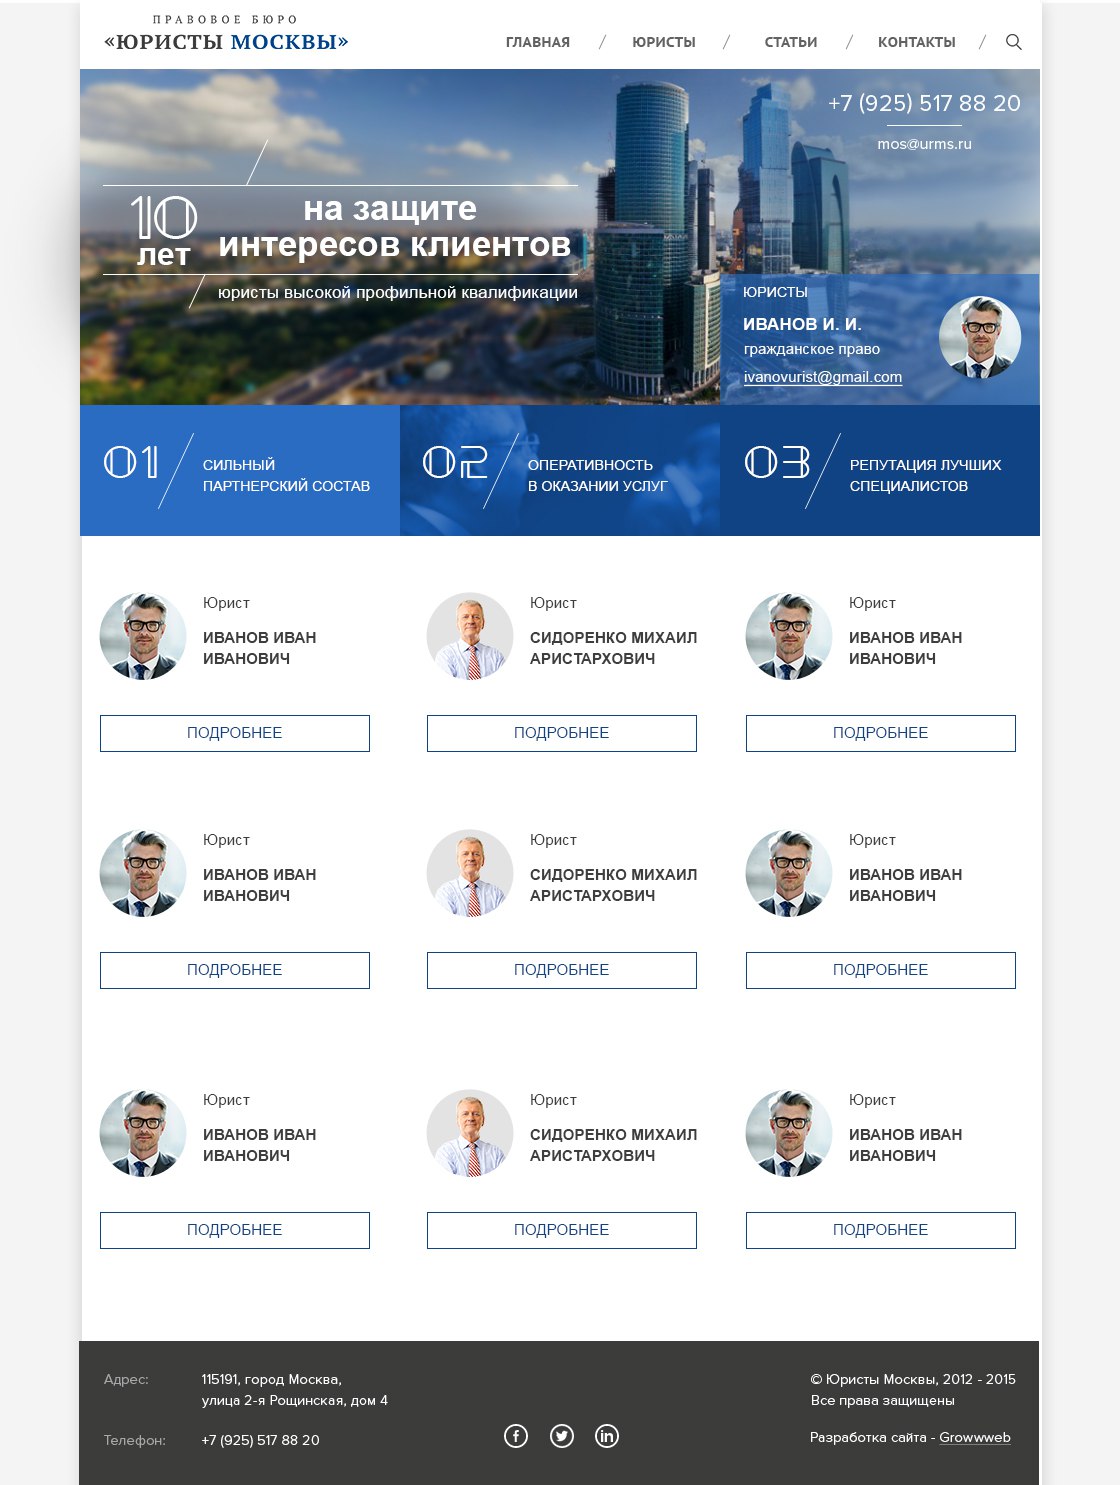 ПРАВОВОЕ БЮРО
«ЮРИСТЫ МОСКВЫ»
ГЛАВНАЯ / ЮРИСТЫ / СТАТЬИ / КОНТАКТЫ /
+7 (925) 517 88 20
mos@urms.ru
10 лет
на защите
интересов клиентов
юристы высокой профильной квалификации
ЮРИСТЫ
ИВАНОВ И. И.
гражданское право
ivanovurist@gmail.com
01
СИЛЬНЫЙ
ПАРТНЕРСКИЙ СОСТАВ
02
ОПЕРАТИВНОСТЬ
В ОКАЗАНИИ УСЛУГ
03
РЕПУТАЦИЯ ЛУЧШИХ
СПЕЦИАЛИСТОВ
Юрист
ИВАНОВ ИВАН
ИВАНОВИЧ
ПОДРОБНЕЕ
Юрист
СИДОРЕНКО МИХАИЛ
АРИСТАРХОВИЧ
ПОДРОБНЕЕ
Юрист
ИВАНОВ ИВАН
ИВАНОВИЧ
ПОДРОБНЕЕ
Юрист
ИВАНОВ ИВАН
ИВАНОВИЧ
ПОДРОБНЕЕ
Юрист
СИДОРЕНКО МИХАИЛ
АРИСТАРХОВИЧ
ПОДРОБНЕЕ
Юрист
ИВАНОВ ИВАН
ИВАНОВИЧ
ПОДРОБНЕЕ
Юрист
ИВАНОВ ИВАН
ИВАНОВИЧ
ПОДРОБНЕЕ
Юрист
СИДОРЕНКО МИХАИЛ
АРИСТАРХОВИЧ
ПОДРОБНЕЕ
Юрист
ИВАНОВ ИВАН
ИВАНОВИЧ
ПОДРОБНЕЕ
Адрес:
115191, город Москва,
улица 2-я Рощинская, дом 4
Телефон:
+7 (925) 517 88 20
© Юристы Москвы, 2012 - 2015
Все права защищены
Разработка сайта - Growwweb